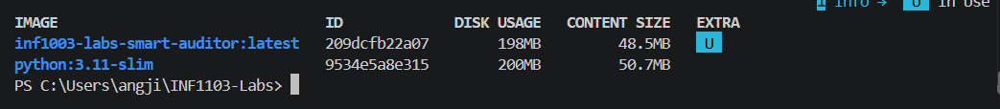 i Info → U In Use
IMAGE ID DISK USAGE CONTENT SIZE EXTRA
inf1003-labs-smart-auditor:latest 209dcfb22a07 198MB 48.5MB U
python:3.11-slim 9534e5a8e315 200MB 50.7MB
PS C:\Users\angji\INF1103-Labs>